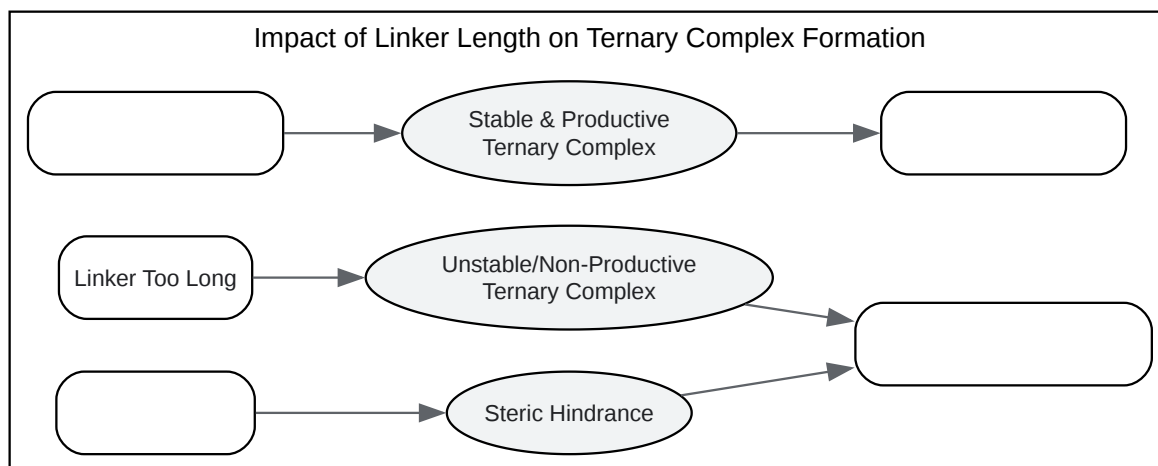 Impact of Linker Length on Ternary Complex Formation
Stable & Productive
Ternary Complex
Unstable/Non-Productive
Ternary Complex
Linker Too Long
Steric Hindrance